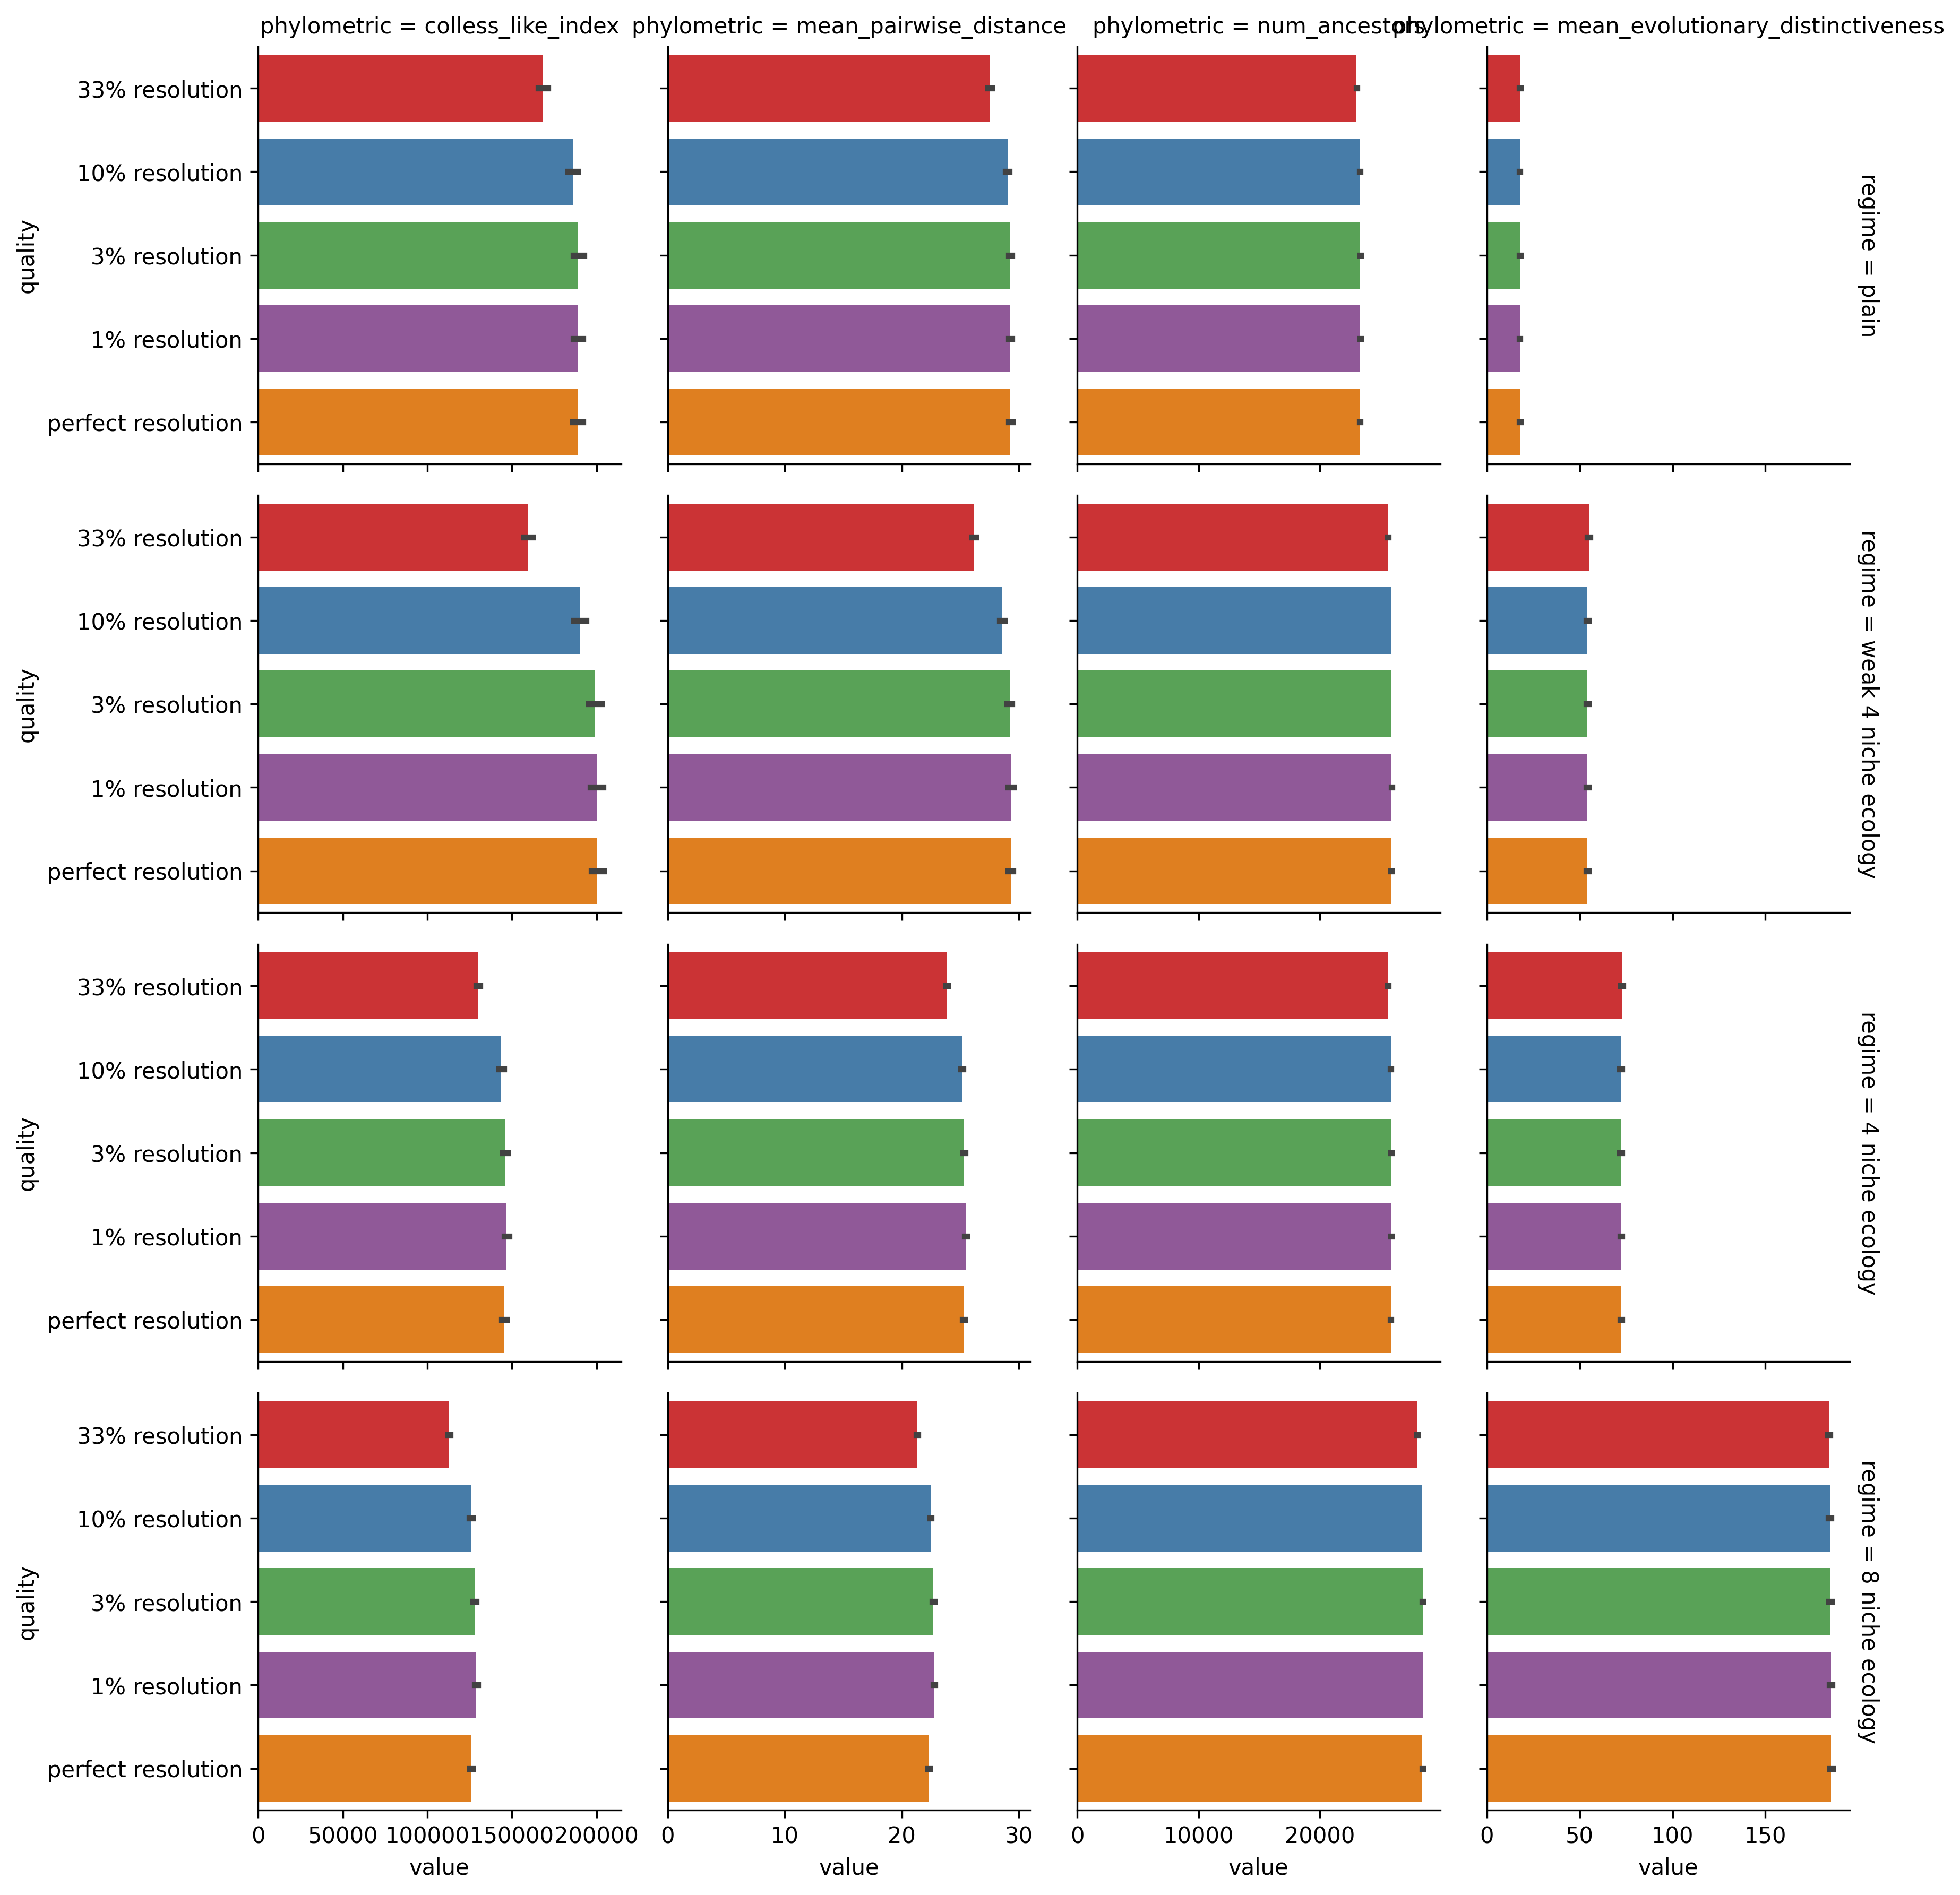 phylometric = colless_like_index
phylometric = mean_pairwise_distance
phylometric = num_ancestors
phylometric = mean_evolutionary_distinctiveness
quality
33% resolution
10% resolution
3% resolution
1% resolution
perfect resolution
regime = plain
quality
33% resolution
10% resolution
3% resolution
1% resolution
perfect resolution
regime = weak 4 niche ecology
quality
33% resolution
10% resolution
3% resolution
1% resolution
perfect resolution
regime = 4 niche ecology
quality
33% resolution
10% resolution
3% resolution
1% resolution
perfect resolution
regime = 8 niche ecology
0 50000 100000 150000 200000
0 10 20 30
0 10000 20000
0 50 100 150
value
value
value
value